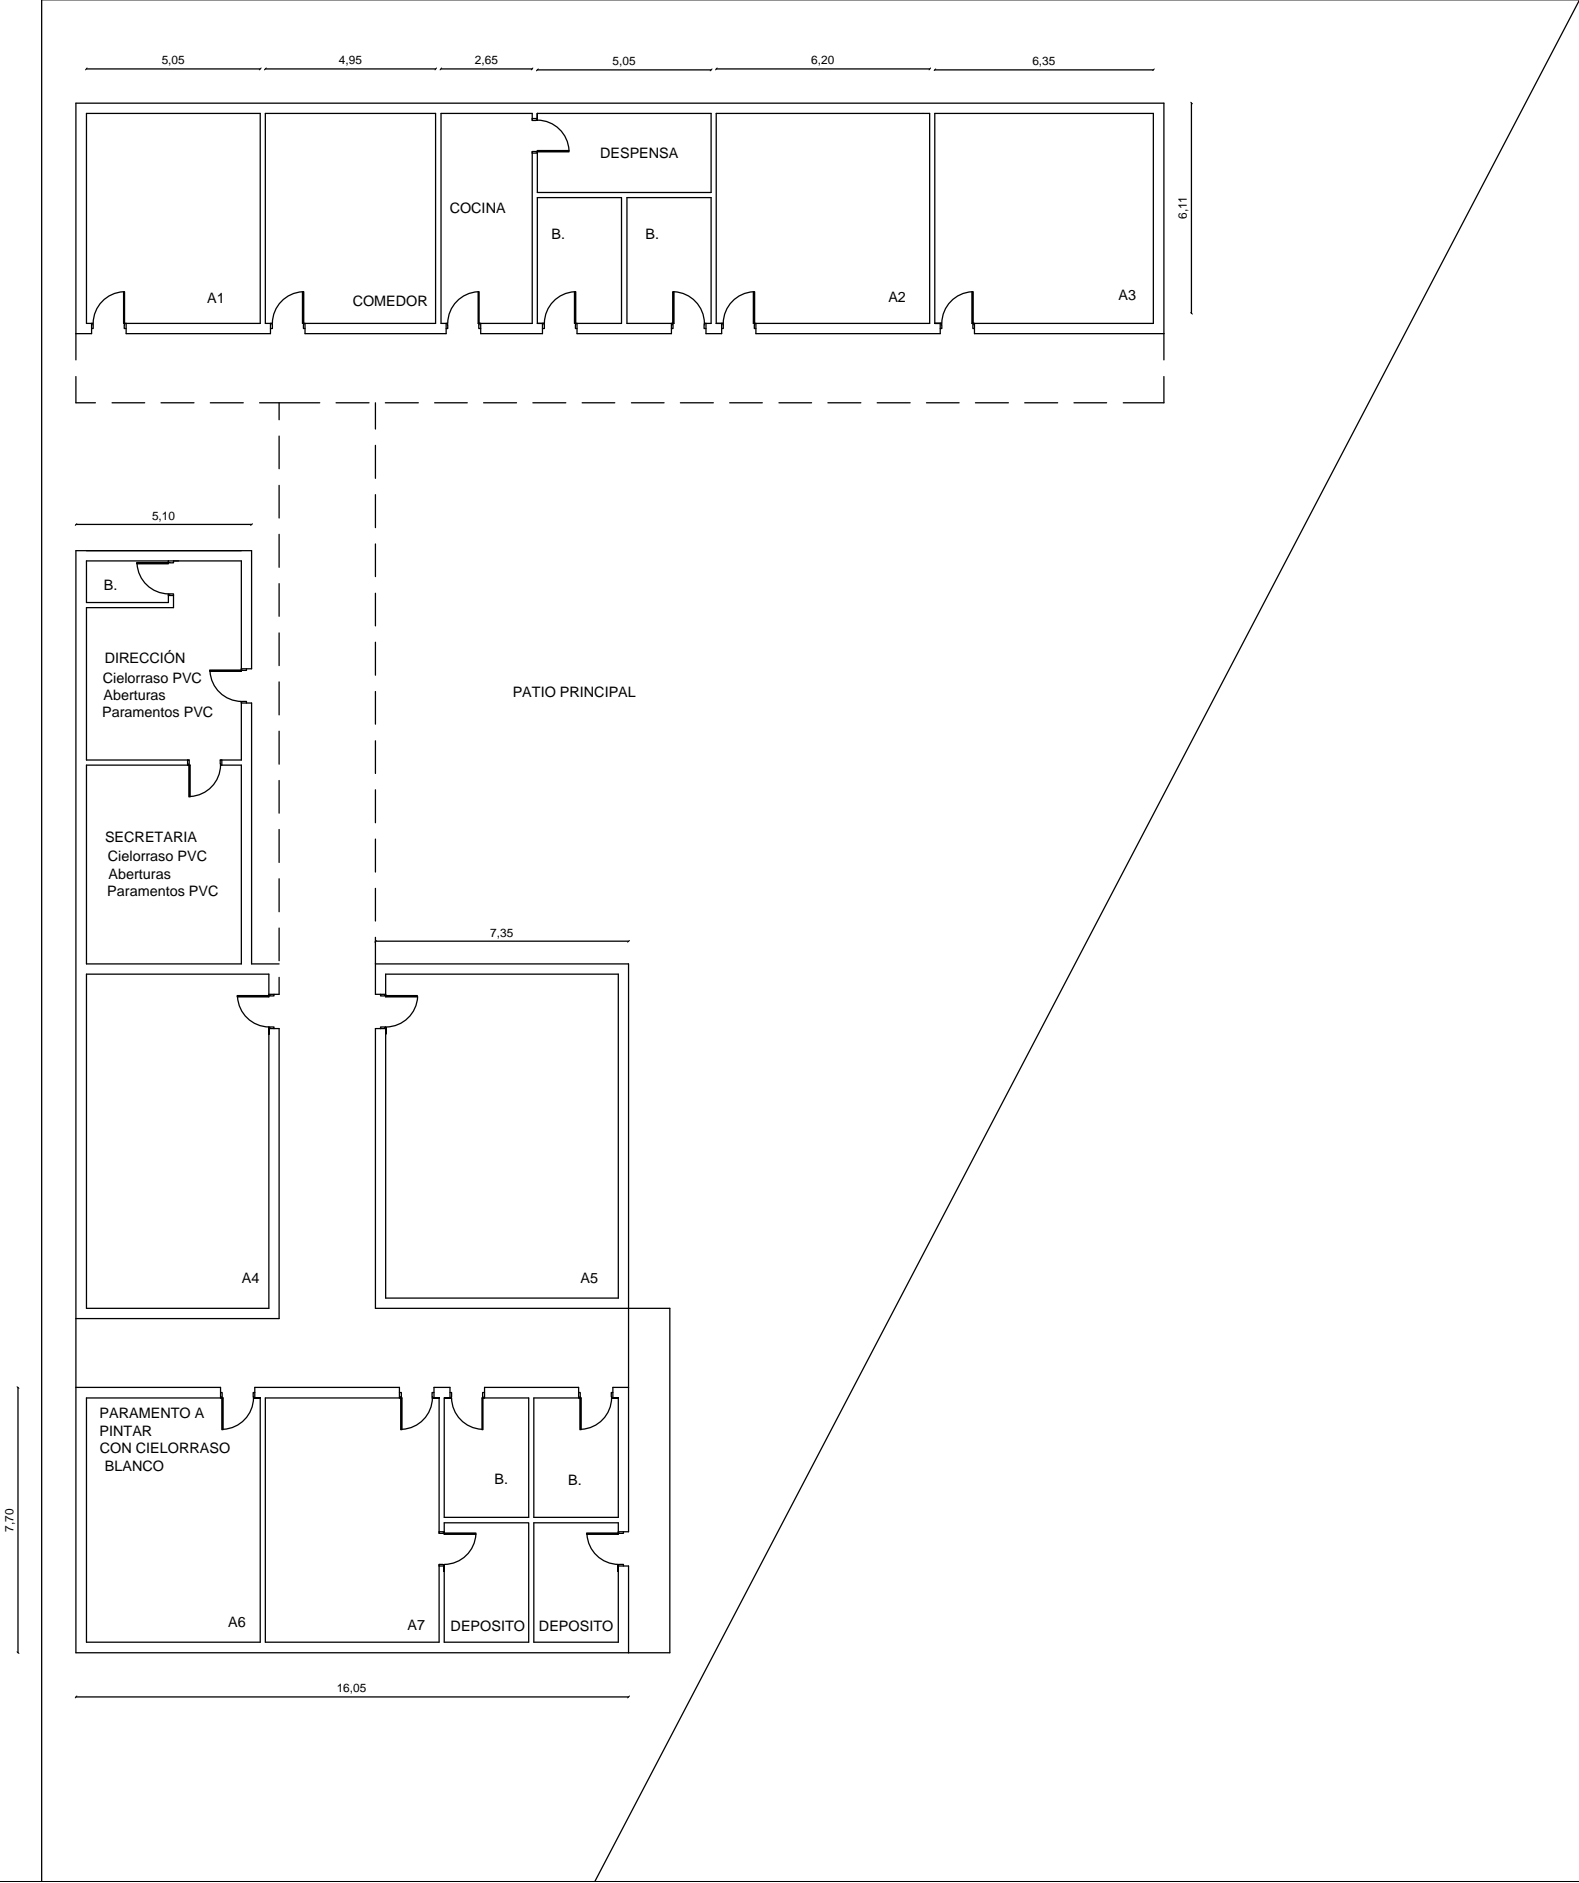 5,05
4,95
2,65
5,05
6,20
6,35
6,11
DESPENSA
COCINA
B.
B.
A1
COMEDOR
A2
A3
5,10
B.
DIRECCIÓN
Cielorraso PVC
Aberturas
Paramentos PVC
PATIO PRINCIPAL
SECRETARIA
Cielorraso PVC
Aberturas
Paramentos PVC
7,35
A4
A5
PARAMENTO A
PINTAR
CON CIELORRASO
BLANCO
B.
B.
7,70
A6
A7
DEPOSITO
DEPOSITO
16,05